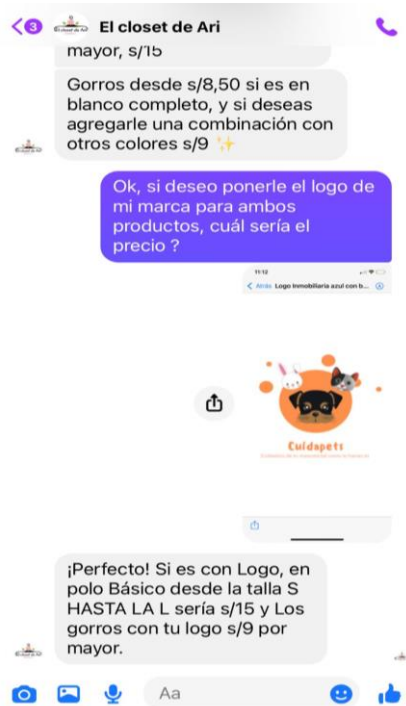 3
El closet de Ari
mayor, s/15
Gorros desde s/8,50 si es en
blanco completo, y si deseas
agregarle una combinación con
otros colores s/9 ✨
Ok, si deseo ponerle el logo de
mi marca para ambos
productos, cuál sería el
precio ?
11:12
Atrás Logo Inmobiliaria azul con b...
Cuidapets
¡Perfecto! Si es con Logo, en
polo Básico desde la talla S
HASTA LA L sería s/15 y Los
gorros con tu logo s/9 por
mayor.
Aa